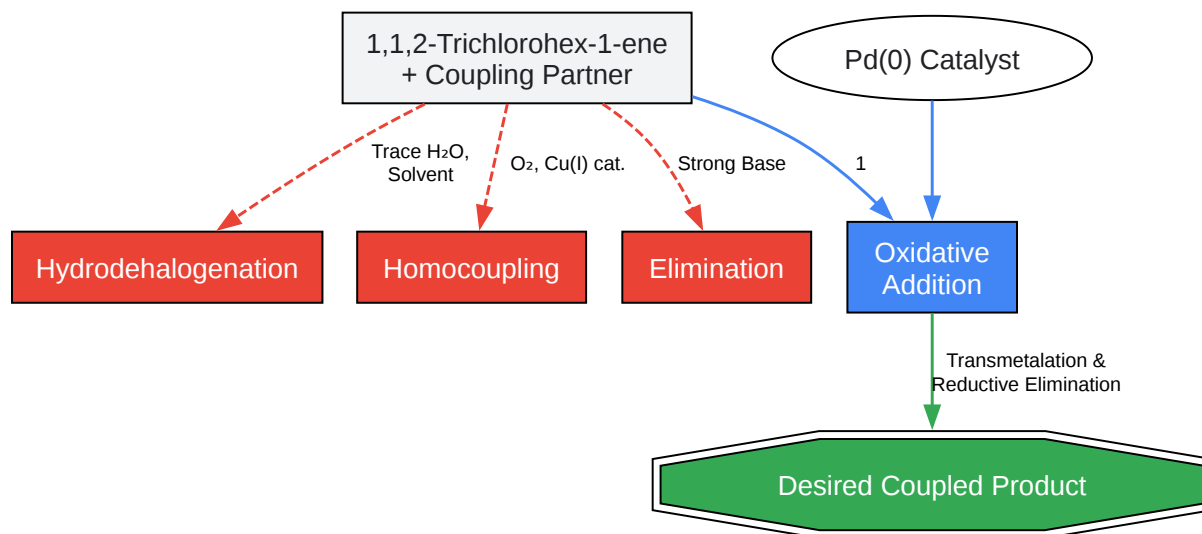 1,1,2-Trichlorohex-1-ene
+ Coupling Partner
Pd(0) Catalyst
Trace H₂O,
Solvent
O₂, Cu(I) cat.
Strong Base
1
Hydrodehalogenation
Homocoupling
Elimination
Oxidative
Addition
Transmetalation &
Reductive Elimination
Desired Coupled Product